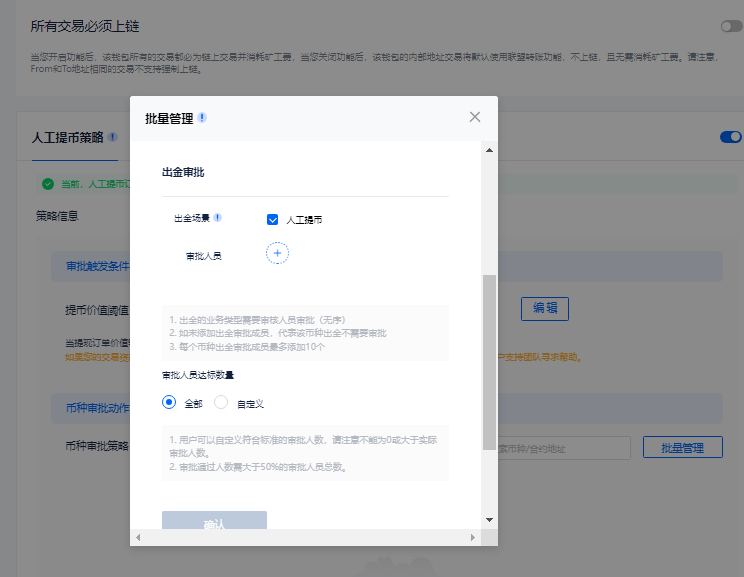 所有交易必须上链
当您开启功能后，该钱包所有的交易都必为链上交易并消耗矿工费，当您关闭功能后，该钱包的内部地址交易将默认使用联盟转账功能，不上链，且无需消耗矿工费。请注意，
From和To地址相同的交易不支持强制上链。
批量管理
人工提币策略
出金审批
当前，人工提币订
出金场景 人工提币
策略信息
审批人员
审批触发条件
提币价值阈值
编辑
1. 出金的业务类型需要审核人员审批（无序）
2. 如未添加出金审批成员，代表该币种出金不需要审批
3. 每个币种出金审批成员最多添加10个
当提现订单价值
如果您的交易资
户支持团队寻求帮助。
审批人员达标数量
全部 自定义
币种审批动作
1. 用户可以自定义符合标准的审批人数，请注意不能为0或大于实际
审批人数。
2. 审批通过人数需大于50%的审批人员总数。
币种审批策略
索币种/合约地址
批量管理
确认